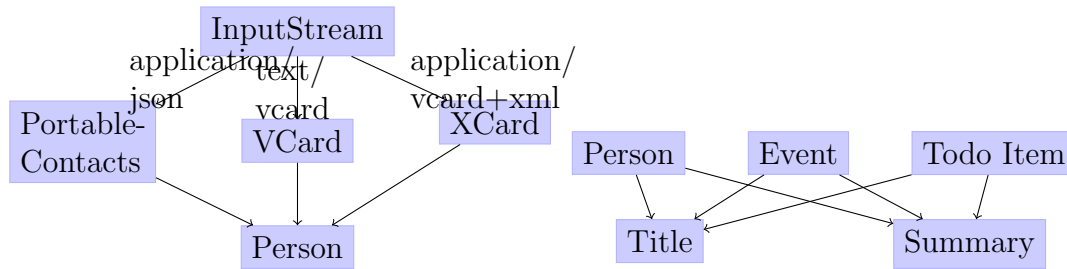 InputStream
application/
json
text/
vcard
application/
vcard+xml
Portable-
Contacts
VCard
XCard
Person
Person
Event
Todo Item
Title
Summary